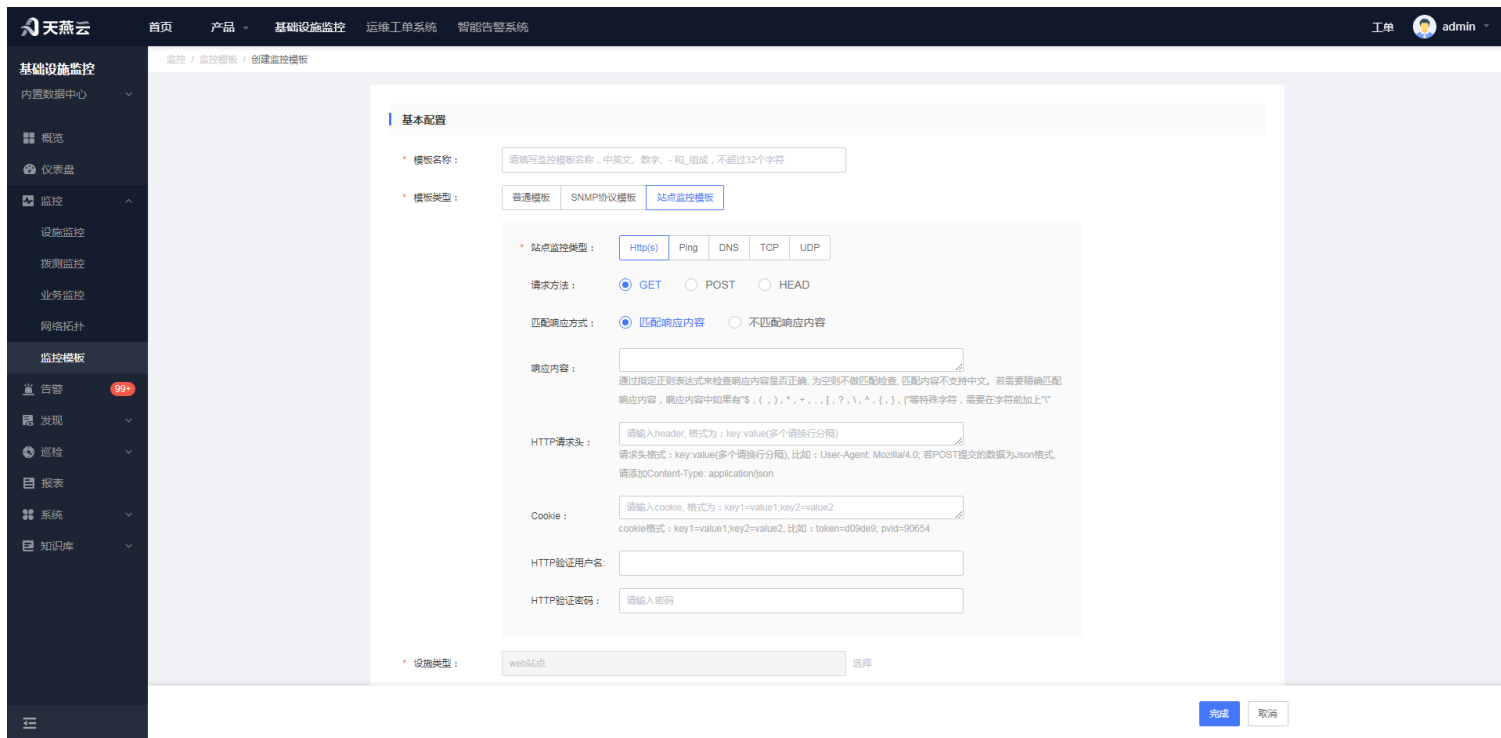 天燕云
首页 产品 基础设施监控 运维工单系统 智能告警系统 工单 admin
基础设施监控
内置数据中心
概览
仪表盘
监控
设施监控
拨测监控
业务监控
网络拓扑
监控模板
告警 99+
发现
巡检
报表
系统
知识库
监控 / 监控模板 / 创建监控模板
基本配置
* 模板名称： 请填写监控模板名称，中英文、数字、- 和_组成，不超过32个字符
* 模板类型： 普通模板 SNMP协议模板 站点监控模板
* 站点监控类型： Http(s) Ping DNS TCP UDP
请求方法： GET POST HEAD
匹配响应方式： 匹配响应内容 不匹配响应内容
响应内容：
通过指定正则表达式来检查响应内容是否正确, 为空则不做匹配检查, 匹配内容不支持中文。若需要精确匹配
响应内容，响应内容中如果有"$ , ( , ) , * , + , . , [ , ? , \ , ^ , { , } , |"等特殊字符，需要在字符前加上"\"
HTTP请求头： 请输入header, 格式为：key:value(多个请换行分隔)
请求头格式：key:value(多个请换行分隔), 比如：User-Agent: Mozilla/4.0; 若POST提交的数据为Json格式,
请添加Content-Type: application/json
Cookie： 请输入cookie, 格式为：key1=value1;key2=value2
cookie格式：key1=value1;key2=value2, 比如：token=d09de9; pvid=90654
HTTP验证用户名:
HTTP验证密码： 请输入密码
* 设施类型： web站点 选择
完成 取消